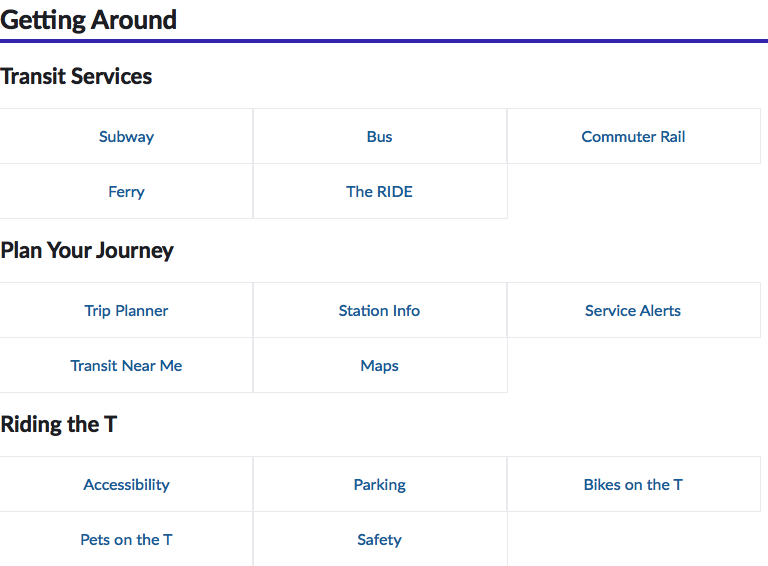 Getting Around
Transit Services
Subway Bus Commuter Rail
Ferry The RIDE
Plan Your Journey
Trip Planner Station Info Service Alerts
Transit Near Me Maps
Riding the T
Accessibility Parking Bikes on the T
Pets on the T Safety